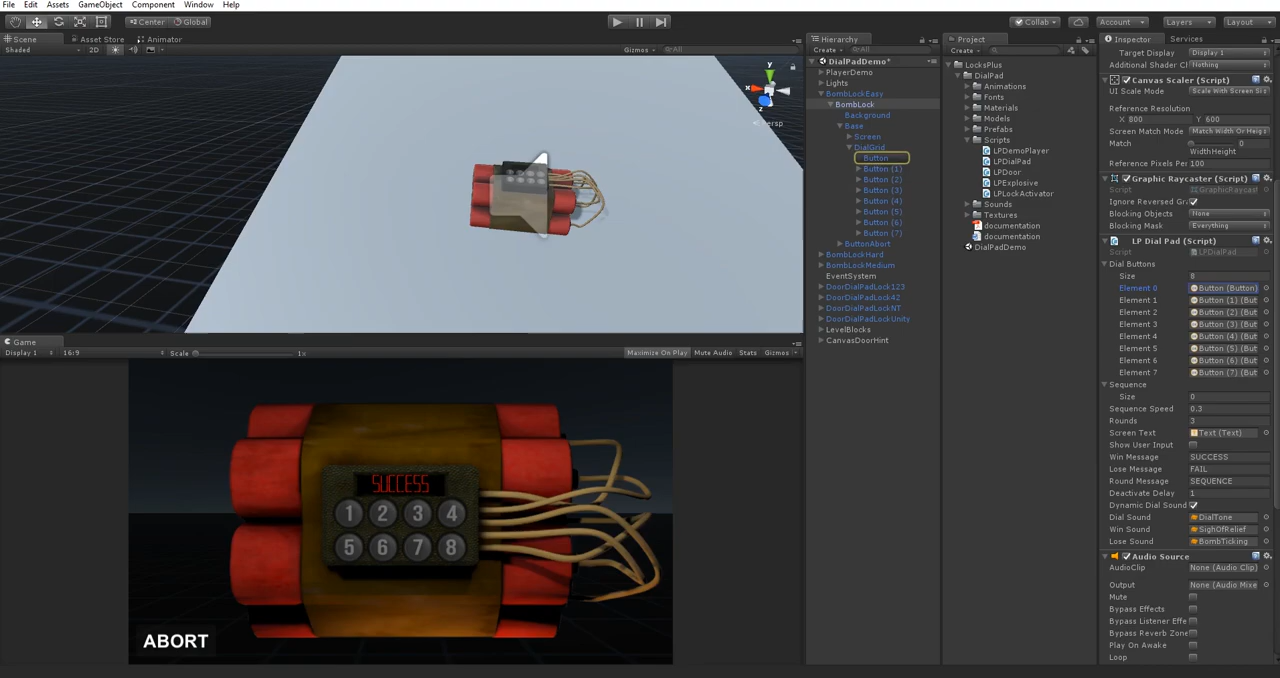 File Edit Assets GameObject Component Window Help
Center Global Collab Account Layers Layout
Scene Asset Store Animator
Shaded 2D Gizmos All
y
x
z
Persp
Game
Display 1 16:9 Scale 1x Maximize On Play Mute Audio Stats Gizmos
SUCCESS
1 2 3 4
5 6 7 8
ABORT
Hierarchy
Create All
DialPadDemo*
PlayerDemo
Lights
BombLockEasy
BombLock
Background
Base
Screen
DialGrid
Button
Button (1)
Button (2)
Button (3)
Button (4)
Button (5)
Button (6)
Button (7)
ButtonAbort
BombLockHard
BombLockMedium
EventSystem
DoorDialPadLock123
DoorDialPadLock42
DoorDialPadLockNT
DoorDialPadLockUnity
LevelBlocks
CanvasDoorHint
Project
Create
LocksPlus
DialPad
Animations
Fonts
Materials
Models
Prefabs
Scripts
LPDemoPlayer
LPDialPad
LPDoor
LPExplosive
LPLockActivator
Sounds
Textures
documentation
documentation
DialPadDemo
Inspector Services
Target Display Display 1
Additional Shader Cl Nothing
Canvas Scaler (Script)
UI Scale Mode Scale With Screen Si
Reference Resolution
X 800 Y 600
Screen Match Mode Match Width Or Heig
Match 0
Width Height
Reference Pixels Per 100
Graphic Raycaster (Script)
Script GraphicRaycast
Ignore Reversed Gra
Blocking Objects None
Blocking Mask Everything
LP Dial Pad (Script)
Script LPDialPad
Dial Buttons
Size 8
Element 0 Button (Button)
Element 1 Button (1) (But
Element 2 Button (2) (But
Element 3 Button (3) (But
Element 4 Button (4) (But
Element 5 Button (5) (But
Element 6 Button (6) (But
Element 7 Button (7) (But
Sequence
Size 0
Sequence Speed 0.3
Rounds 3
Screen Text Text (Text)
Show User Input
Win Message SUCCESS
Lose Message FAIL
Round Message SEQUENCE
Deactivate Delay 1
Dynamic Dial Sound
Dial Sound DialTone
Win Sound SighOfRelief
Lose Sound BombTicking
Audio Source
AudioClip None (Audio Clip)
Output None (Audio Mixe
Mute
Bypass Effects
Bypass Listener Effe
Bypass Reverb Zone
Play On Awake
Loop